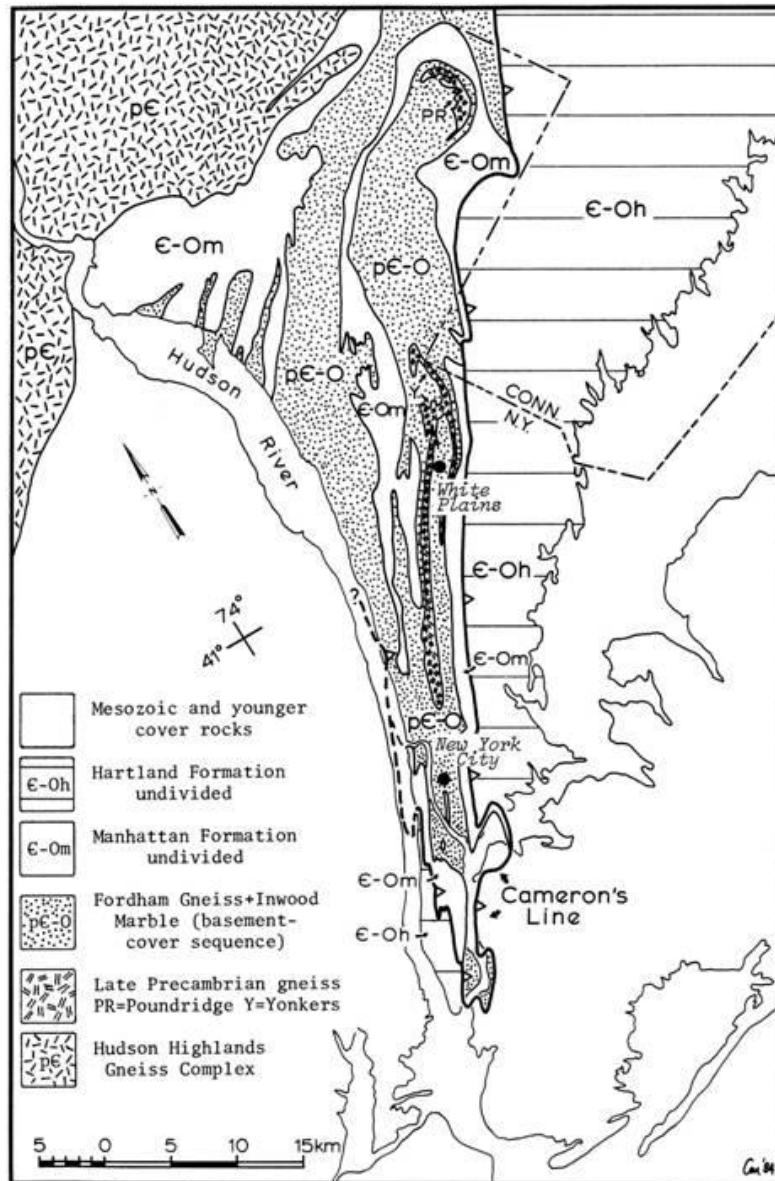 pЄ
PR
Є-Om
Є-Om
Є-Oh
pЄ-O
pЄ
pЄ-O
Hudson
River
Є-Om
Y
CONN.
N.Y.
White
Plains
Є-Oh
?
74°
41°
Є-Om
pЄ-O
New York
City
Є-Om
Є-Oh
Cameron's
Line
Mesozoic and younger
cover rocks
Є-Oh
Hartland Formation
undivided
Є-Om
Manhattan Formation
undivided
pЄ-O
Fordham Gneiss+Inwood
Marble (basement-
cover sequence)
Late Precambrian gneiss
PR=Poundridge Y=Yonkers
pЄ
Hudson Highlands
Gneiss Complex
5 0 5 10 15km